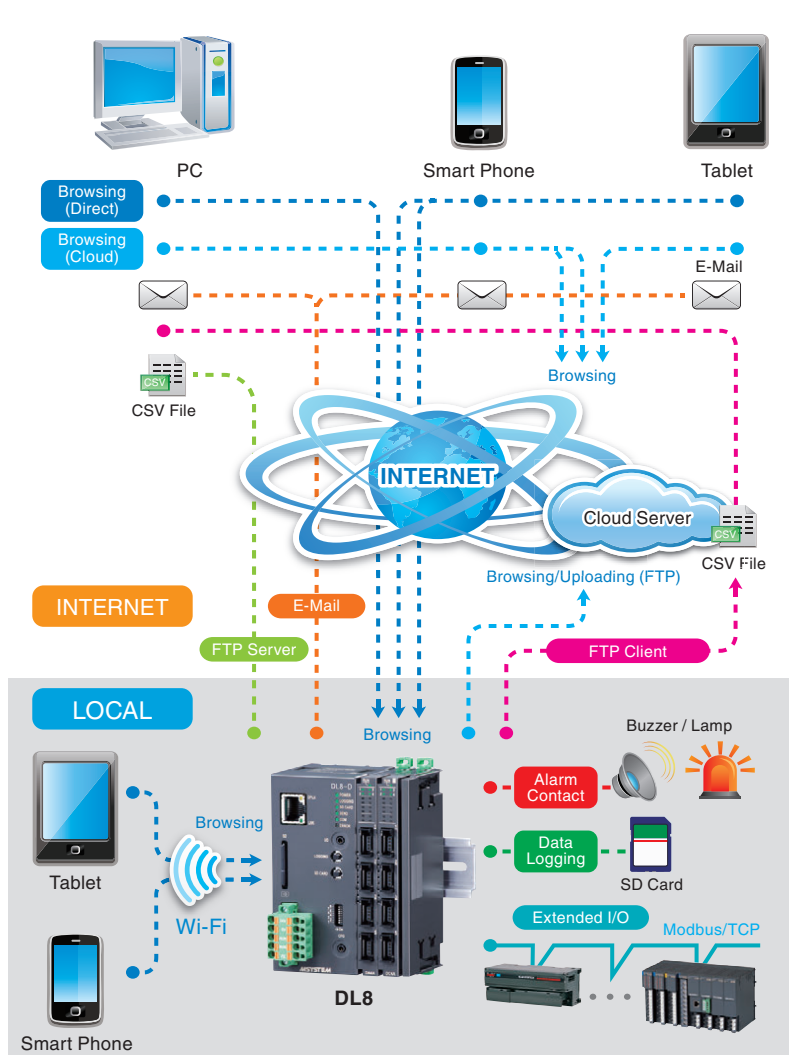 PC
Smart Phone
Tablet
Browsing
(Direct)
Browsing
(Cloud)
E-Mail
CSV
CSV File
Browsing
INTERNET
Cloud Server
CSV
CSV File
Browsing/Uploading (FTP)
INTERNET
E-Mail
FTP Server
FTP Client
LOCAL
Browsing
Buzzer / Lamp
Alarm
Contact
Data
Logging
SD Card
Tablet
Browsing
Wi-Fi
Smart Phone
DL8-D
M-SYSTEM
DL8
Extended I/O
Modbus/TCP